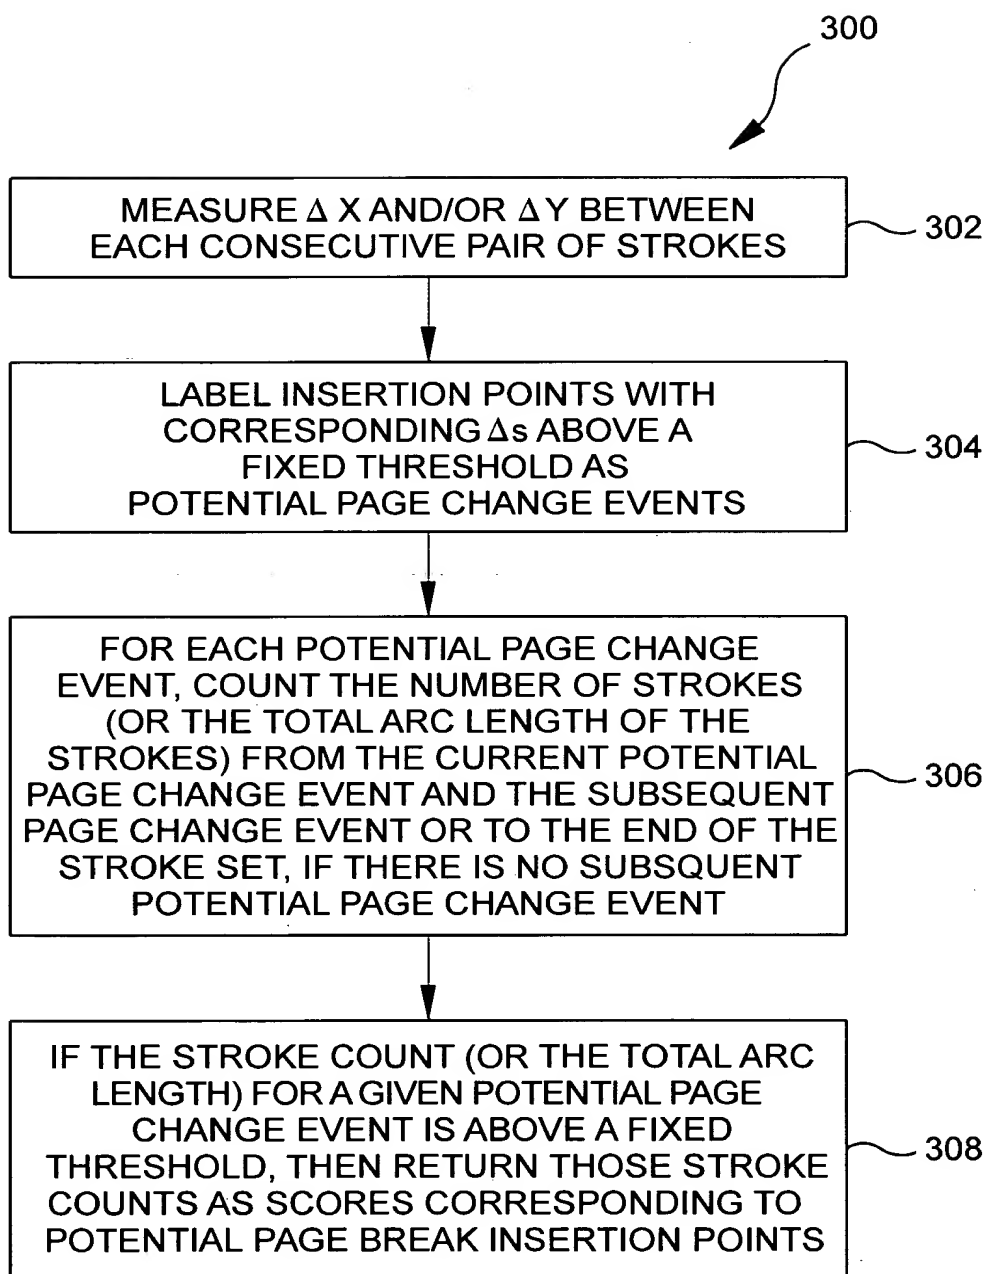 300
MEASURE Δ X AND/OR Δ Y BETWEEN
EACH CONSECUTIVE PAIR OF STROKES
302
LABEL INSERTION POINTS WITH
CORRESPONDING Δs ABOVE A
FIXED THRESHOLD AS
POTENTIAL PAGE CHANGE EVENTS
304
FOR EACH POTENTIAL PAGE CHANGE
EVENT, COUNT THE NUMBER OF STROKES
(OR THE TOTAL ARC LENGTH OF THE
STROKES) FROM THE CURRENT POTENTIAL
PAGE CHANGE EVENT AND THE SUBSEQUENT
PAGE CHANGE EVENT OR TO THE END OF THE
STROKE SET, IF THERE IS NO SUBSQUENT
POTENTIAL PAGE CHANGE EVENT
306
IF THE STROKE COUNT (OR THE TOTAL ARC
LENGTH) FOR A GIVEN POTENTIAL PAGE
CHANGE EVENT IS ABOVE A FIXED
THRESHOLD, THEN RETURN THOSE STROKE
COUNTS AS SCORES CORRESPONDING TO
POTENTIAL PAGE BREAK INSERTION POINTS
308